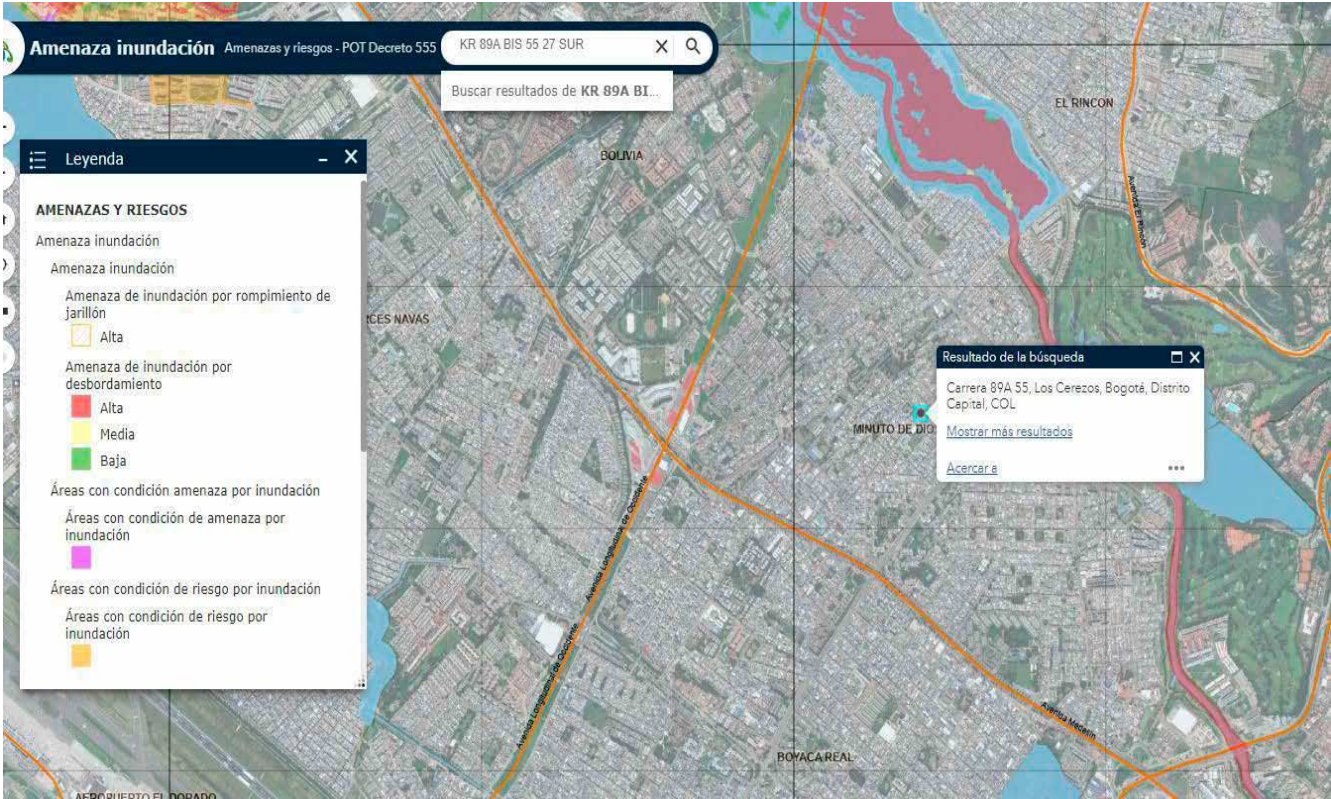 Amenaza inundación Amenazas y riesgos - POT Decreto 555
KR 89A BIS 55 27 SUR
Buscar resultados de KR 89A BI...
Leyenda
AMENAZAS Y RIESGOS
Amenaza inundación
Amenaza inundación
Amenaza de inundación por rompimiento de
jarillón
Alta
Amenaza de inundación por
desbordamiento
Alta
Media
Baja
Áreas con condición amenaza por inundación
Áreas con condición de amenaza por
inundación
Áreas con condición de riesgo por inundación
Áreas con condición de riesgo por
inundación
EL RINCON
BOLIVIA
Avenida El Rincón
CES NAVAS
Resultado de la búsqueda
Carrera 89A 55, Los Cerezos, Bogotá, Distrito
Capital, COL
Mostrar más resultados
Acercar a
MINUTO DE DIO
Avenida Longitudinal de Occidente
Avenida Longitudinal de Occidente
Avenida Medellín
BOYACA REAL
AEROPUERTO EL DORADO